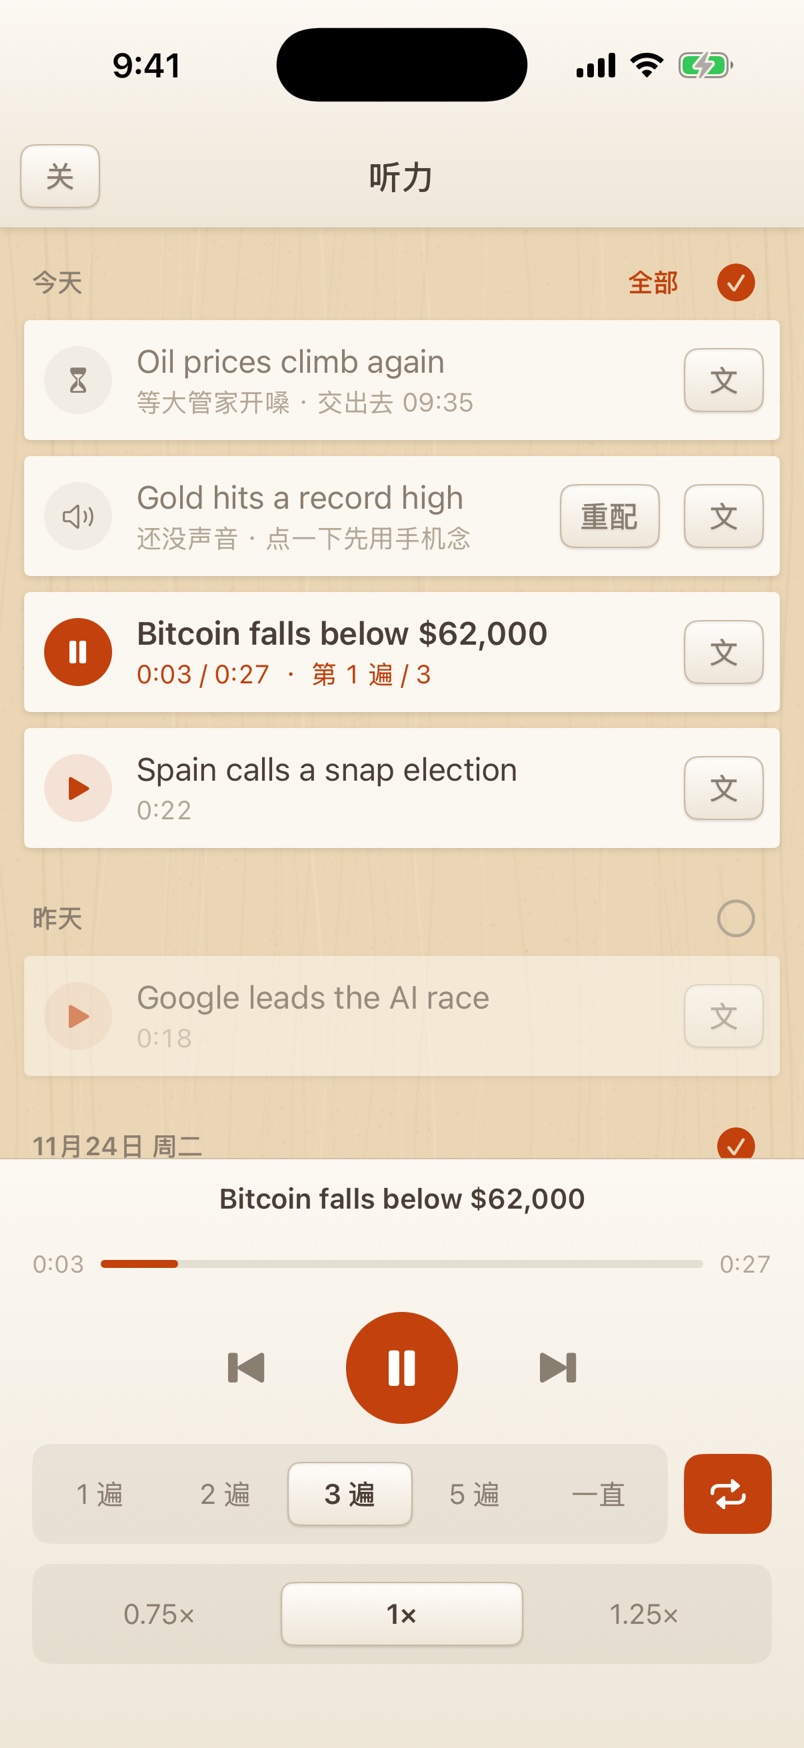 9:41
关
听力
今天
全部
Oil prices climb again
等大管家开嗓 · 交出去 09:35
文
Gold hits a record high
还没声音 · 点一下先用手机念
重配
文
Bitcoin falls below $62,000
0:03 / 0:27 · 第 1 遍 / 3
文
Spain calls a snap election
0:22
文
昨天
Google leads the AI race
0:18
文
11月24日 周二
Bitcoin falls below $62,000
0:03
0:27
1 遍
2 遍
3 遍
5 遍
一直
0.75×
1×
1.25×